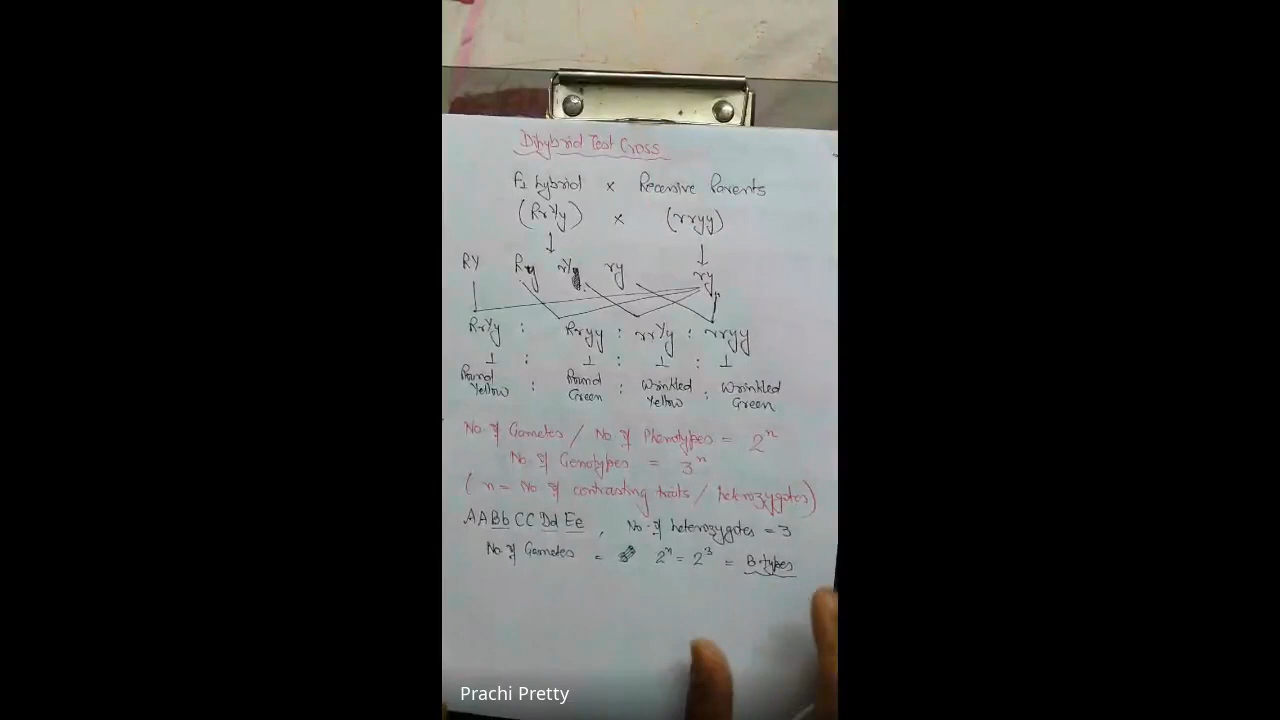 Dihybrid Test Cross
F1 hybrid × Recessive Parents
(RrYy) × (rryy)
RY Ry rY ry ry
RrYy : Rryy : rrYy : rryy
1 : 1 : 1 : 1
Round Yellow : Round Green : Wrinkled Yellow : Wrinkled Green
No. of Gametes / No of Phenotypes = 2^n
No of Genotypes = 3^n
(n = No of contrasting traits / heterozygotes)
AABbCCDdEe, No. of heterozygotes = 3
No. of Gametes = 2^n = 2^3 = 8 types
Prachi Pretty